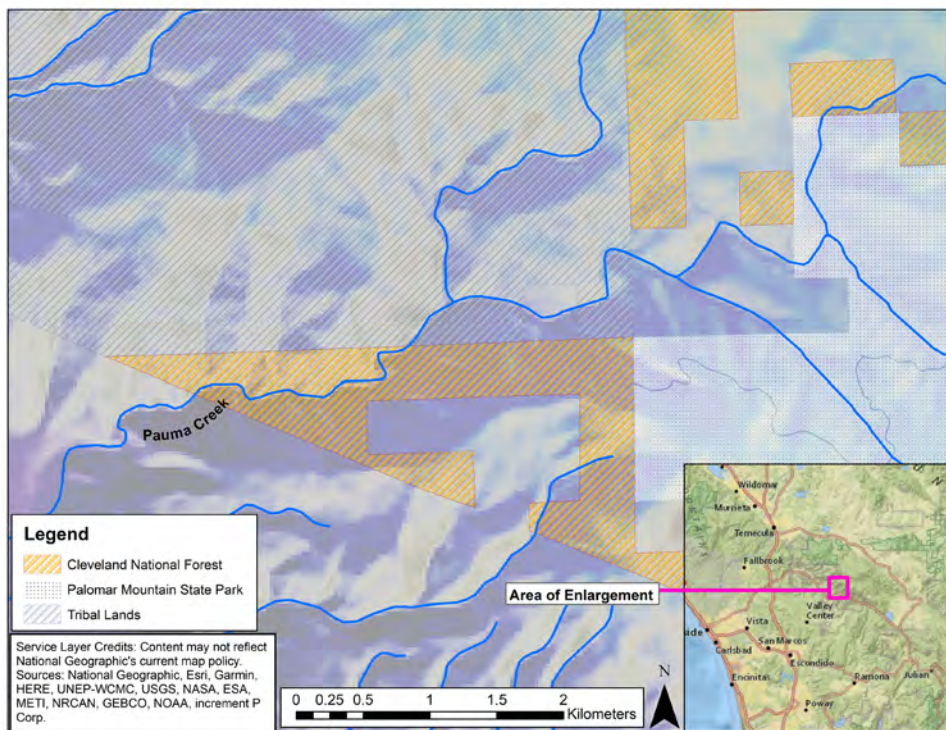 Pauma Creek
Legend
Cleveland National Forest
Palomar Mountain State Park
Tribal Lands
Service Layer Credits: Content may not reflect
National Geographic's current map policy.
Sources: National Geographic, Esri, Garmin,
HERE, UNEP-WCMC, USGS, NASA, ESA,
METI, NRCAN, GEBCO, NOAA, increment P
Corp.
0 0.25 0.5 1 1.5 2
Kilometers
N
Area of Enlargement
Wildomar
Murrieta
Temecula
Fallbrook
Valley
Center
Vista
uide
San Marcos
Carlsbad
Escondido
Encinitas
Ramona
Julian
Poway